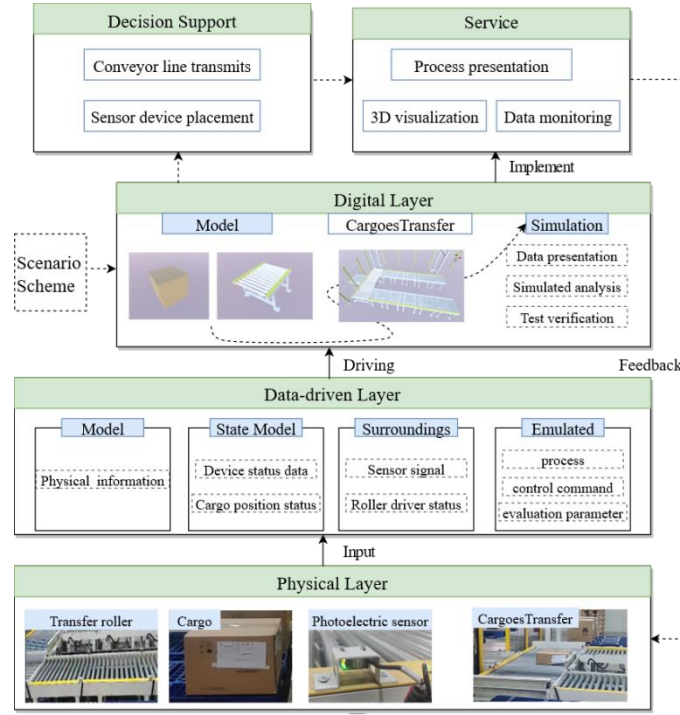 Decision Support
Conveyor line transmits
Sensor device placement
Service
Process presentation
3D visualization
Data monitoring
Implement
Digital Layer
Scenario
Scheme
Model
CargoesTransfer
Simulation
Data presentation
Simulated analysis
Test verification
Driving
Feedback
Data-driven Layer
Model
Physical information
State Model
Device status data
Cargo position status
Surroundings
Sensor signal
Roller driver status
Emulated
process
control command
evaluation parameter
Input
Physical Layer
Transfer roller
Cargo
Photoelectric sensor
CargoesTransfer